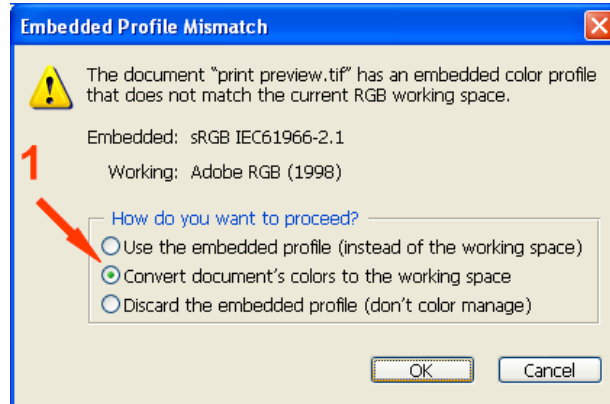 Embedded Profile Mismatch
The document “print preview.tif” has an embedded color profile
that does not match the current RGB working space.
Embedded: sRGB IEC61966-2.1
1
Working: Adobe RGB (1998)
How do you want to proceed?
Use the embedded profile (instead of the working space)
Convert document's colors to the working space
Discard the embedded profile (don't color manage)
OK
Cancel